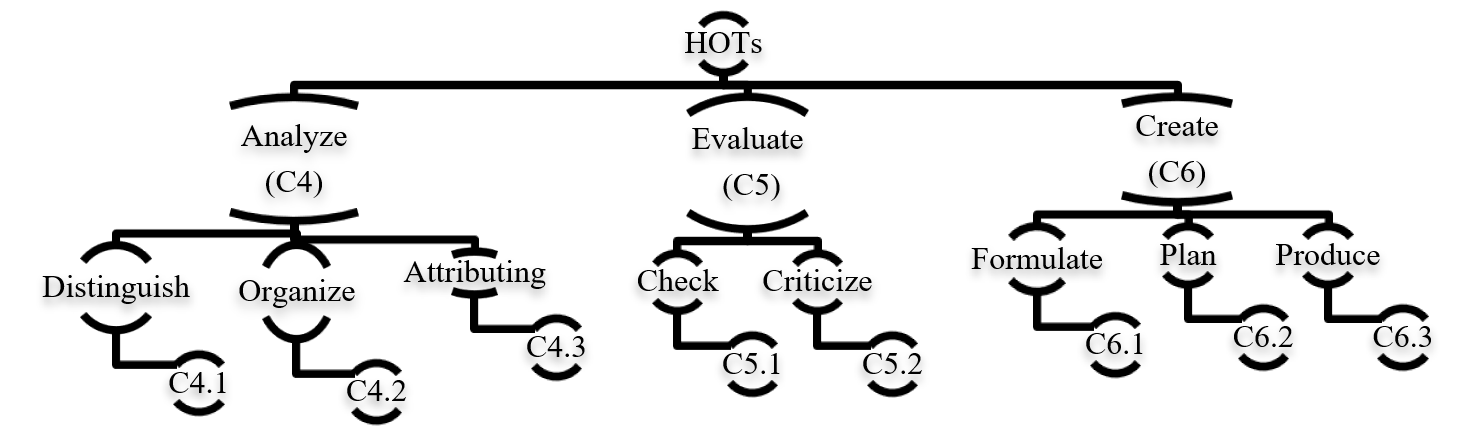 HOTs
Analyze
(C4)
Evaluate
(C5)
Create
(C6)
Distinguish
Organize
Attributing
Check
Criticize
Formulate
Plan
Produce
C4.1
C4.2
C4.3
C5.1
C5.2
C6.1
C6.2
C6.3